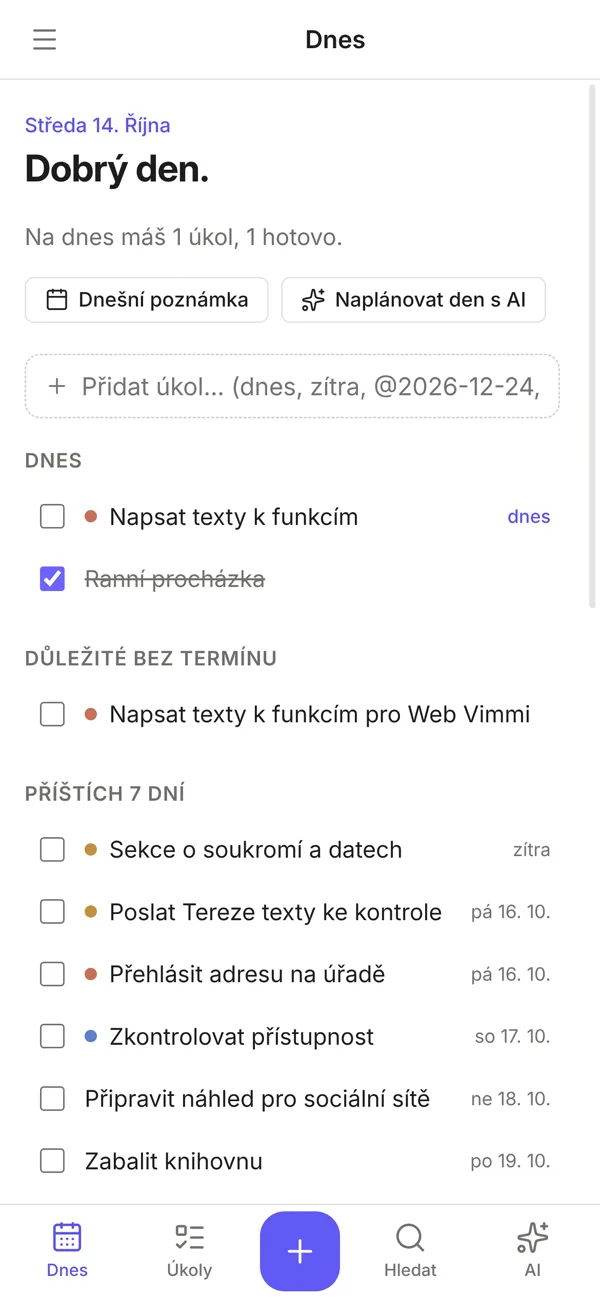 Dnes
Středa 14. Října
Dobrý den.
Na dnes máš 1 úkol, 1 hotovo.
Dnešní poznámka
Naplánovat den s AI
+ Přidat úkol... (dnes, zítra, @2026-12-24,
DNES
Napsat texty k funkcím dnes
Ranní procházka
DŮLEŽITÉ BEZ TERMÍNU
Napsat texty k funkcím pro Web Vimmi
PŘÍŠTÍCH 7 DNÍ
Sekce o soukromí a datech zítra
Poslat Tereze texty ke kontrole pá 16. 10.
Přehlásit adresu na úřadě pá 16. 10.
Zkontrolovat přístupnost so 17. 10.
Připravit náhled pro sociální sítě ne 18. 10.
Zabalit knihovnu po 19. 10.
Dnes
Úkoly
+
Hledat
AI